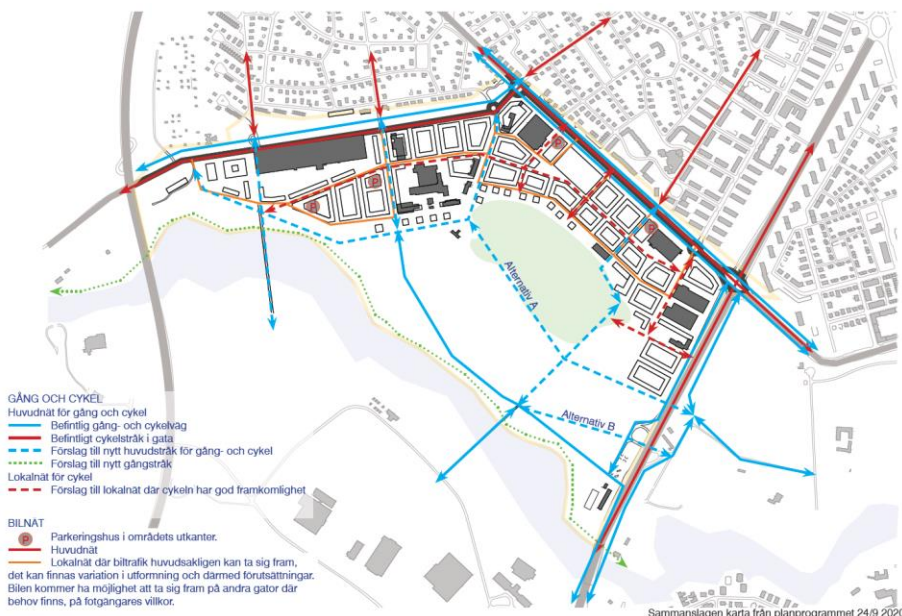 Alternativ A
Alternativ B
P
P
P
P
GÅNG OCH CYKEL
Huvudnät för gång och cykel
Befintlig gång- och cykelväg
Befintligt cykelstråk i gata
Förslag till nytt huvudstråk för gång- och cykel
Förslag till nytt gångstråk
Lokalnät för cykel
Förslag till lokalnät där cykeln har god framkomlighet
BILNÄT
P Parkeringshus i områdets utkanter.
Huvudnät
Lokalnät där biltrafik huvudsakligen kan ta sig fram,
det kan finnas variation i utformning och därmed förutsättningar.
Bilen kommer ha möjlighet att ta sig fram på andra gator där
behov finns, på fotgängares villkor.
Sammanslagen karta från planprogrammet 24/9 2020